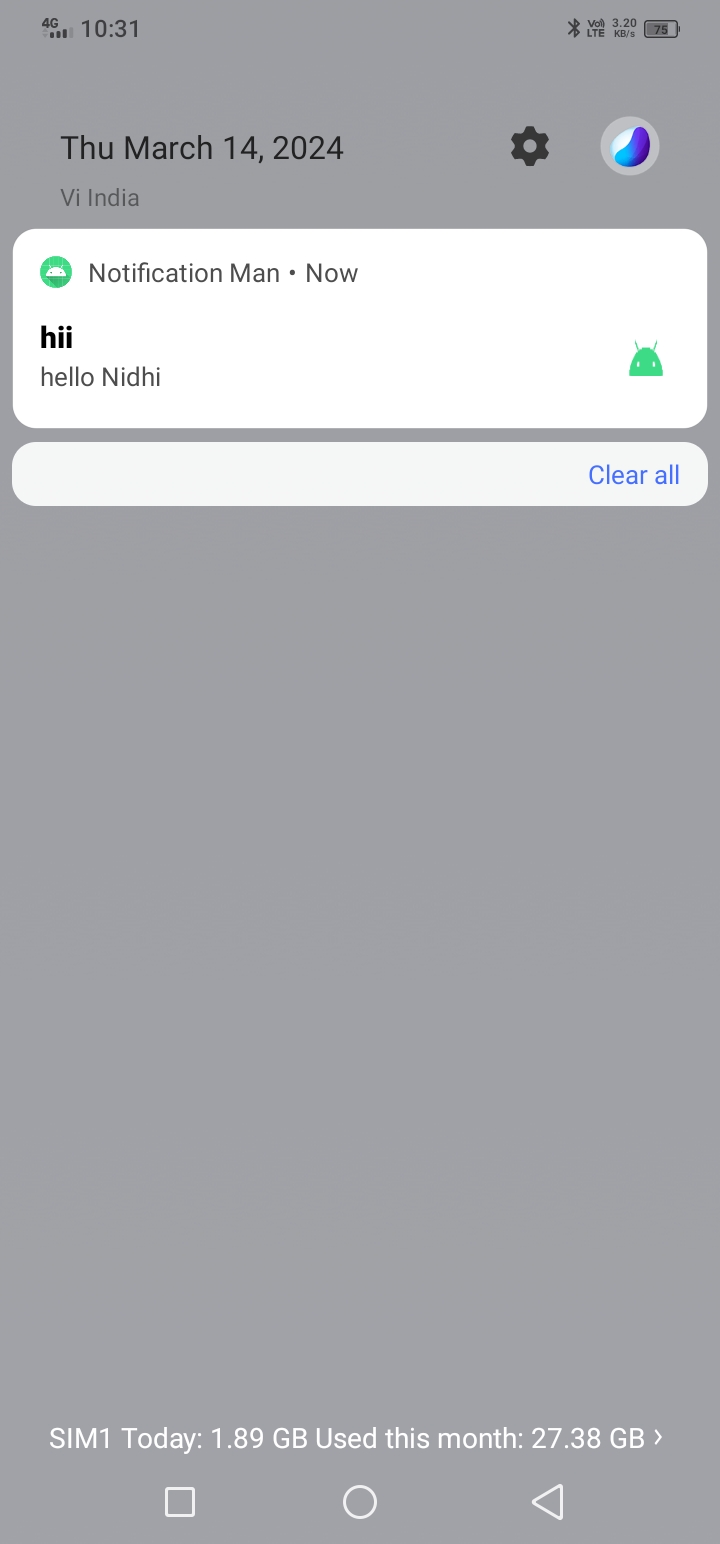 4G 10:31 Vo) LTE 3.20 KB/s 75
Thu March 14, 2024
Vi India
Notification Man • Now
hii
hello Nidhi
Clear all
SIM1 Today: 1.89 GB Used this month: 27.38 GB ›